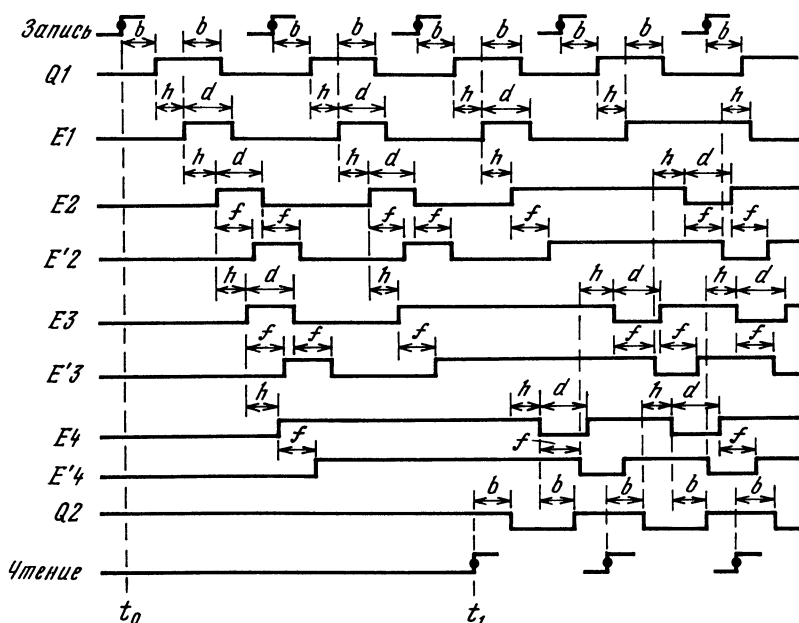 Запись b b b b b b b b b
Q1
h d h d h d h h
E1
h d h d h h d
E2
f f f f f f f
E'2
h d h h d h d
E3
f f f f f f
E'3
h h d h d
E4
f f f
E'4
b b b b b
Q2
Чтение
t₀ t₁